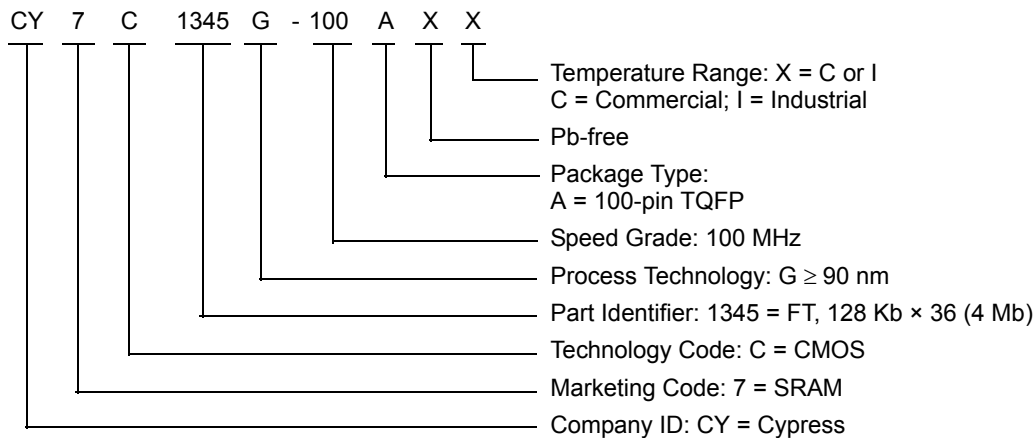 CY 7 C 1345 G - 100 A X X
Temperature Range: X = C or I
C = Commercial; I = Industrial
Pb-free
Package Type:
A = 100-pin TQFP
Speed Grade: 100 MHz
Process Technology: G ≥ 90 nm
Part Identifier: 1345 = FT, 128 Kb × 36 (4 Mb)
Technology Code: C = CMOS
Marketing Code: 7 = SRAM
Company ID: CY = Cypress